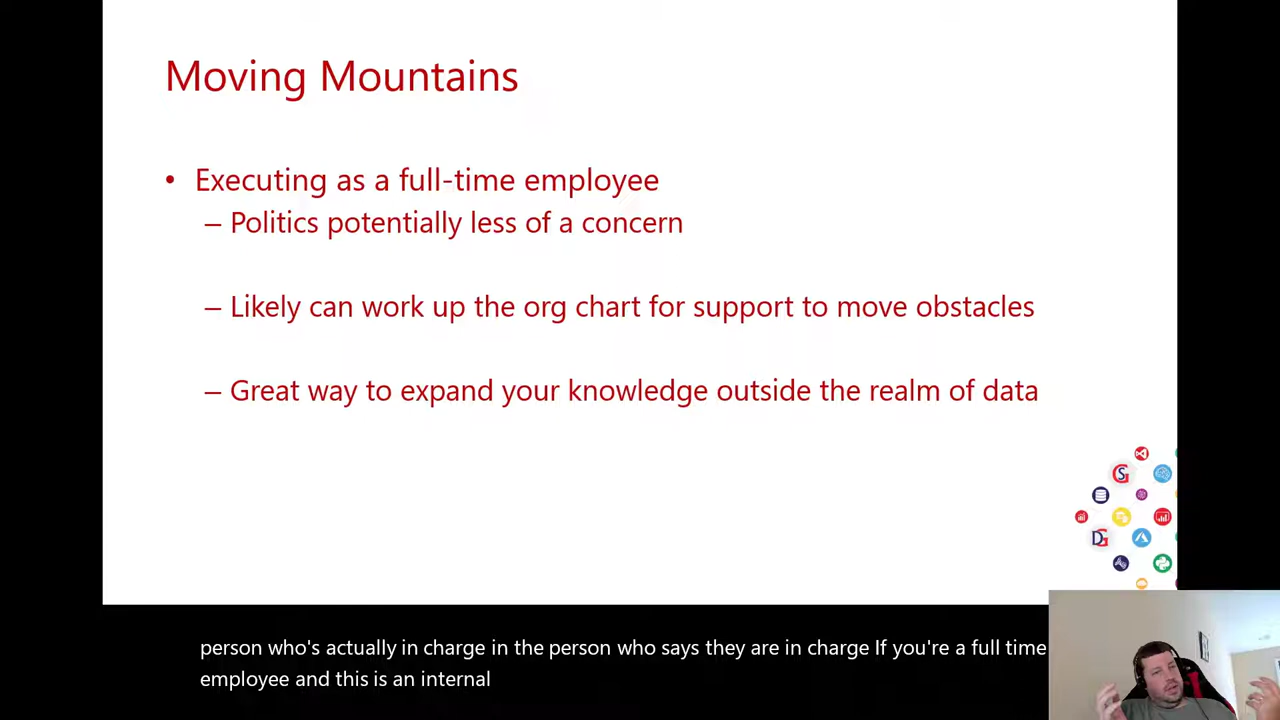 Moving Mountains
• Executing as a full-time employee
– Politics potentially less of a concern
– Likely can work up the org chart for support to move obstacles
– Great way to expand your knowledge outside the realm of data
GS
DG
person who's actually in charge in the person who says they are in charge If you're a full time
employee and this is an internal